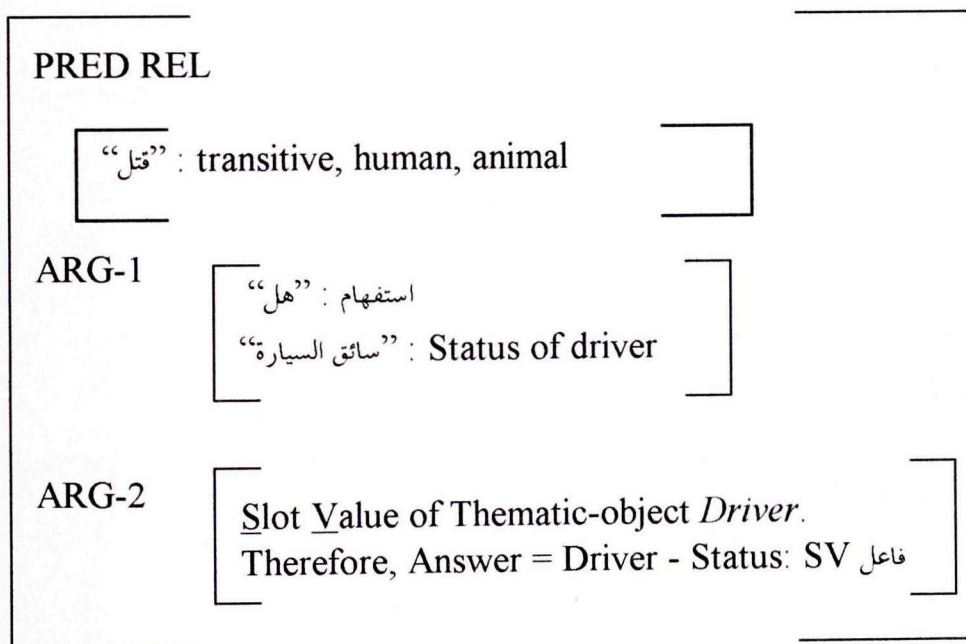 PRED REL
”قتل“ : transitive, human, animal
ARG-1
استفهام : ”هل“
”سائق السيارة“ : Status of driver
ARG-2
Slot Value of Thematic-object Driver.
Therefore, Answer = Driver - Status: SV فاعل